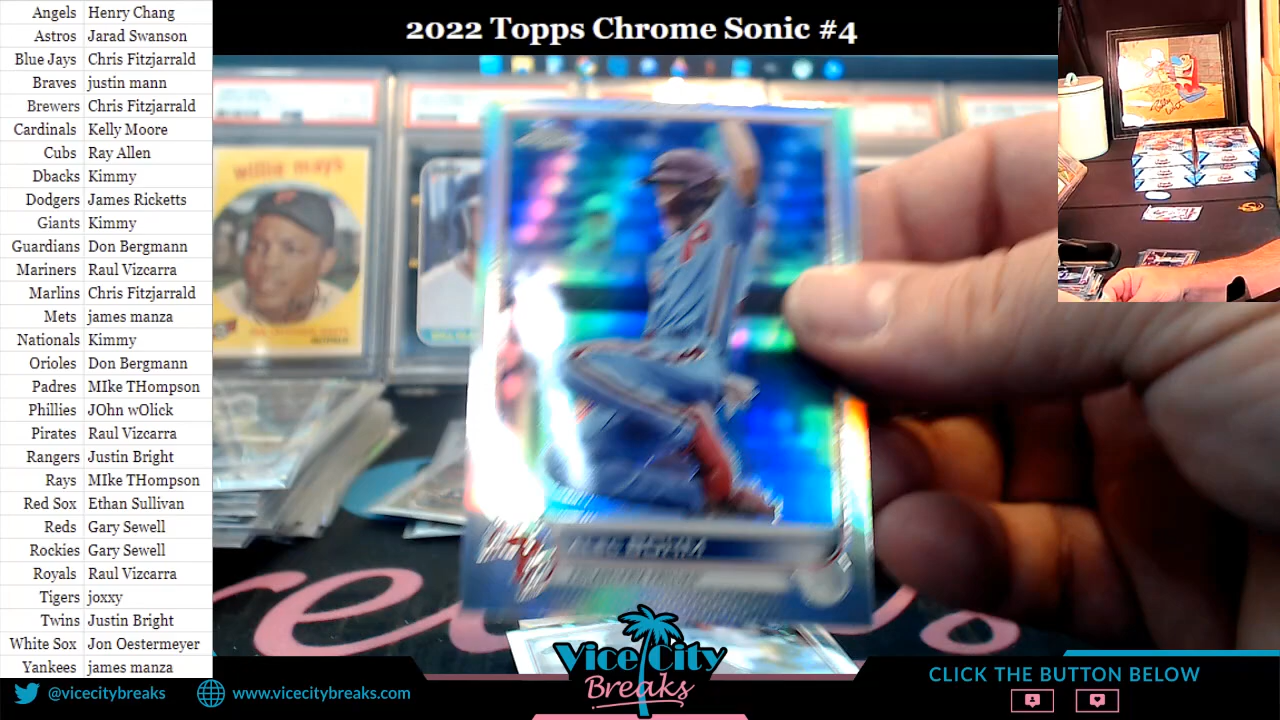 2022 Topps Chrome Sonic #4
Angels Henry Chang
Astros Jarad Swanson
Blue Jays Chris Fitzjarrald
Braves justin mann
Brewers Chris Fitzjarrald
Cardinals Kelly Moore
Cubs Ray Allen
Dbacks Kimmy
Dodgers James Ricketts
Giants Kimmy
Guardians Don Bergmann
Mariners Raul Vizcarra
Marlins Chris Fitzjarrald
Mets james manza
Nationals Kimmy
Orioles Don Bergmann
Padres MIke THompson
Phillies JOhn wOlick
Pirates Raul Vizcarra
Rangers Justin Bright
Rays MIke THompson
Red Sox Ethan Sullivan
Reds Gary Sewell
Rockies Gary Sewell
Royals Raul Vizcarra
Tigers joxxy
Twins Justin Bright
White Sox Jon Oestermeyer
Yankees james manza
willie mays
P
@vicecitybreaks
www.vicecitybreaks.com
Vice City
Breaks
CLICK THE BUTTON BELOW